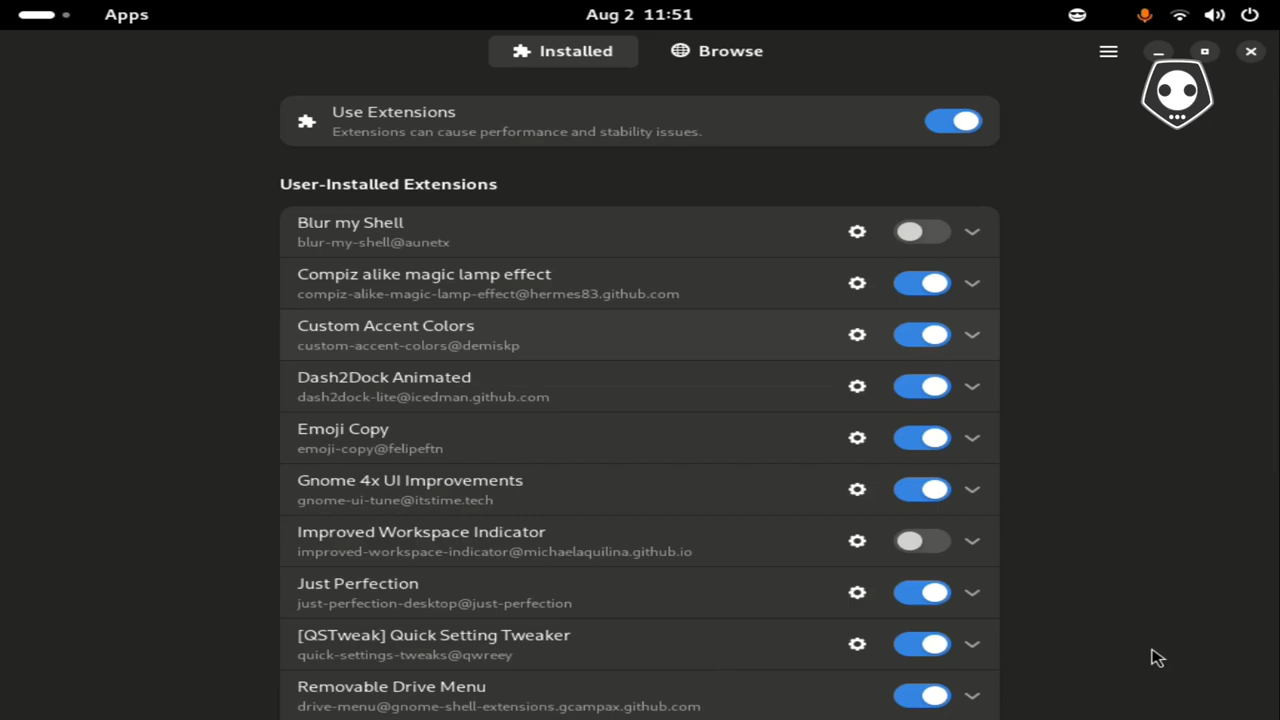 Apps
Aug 2 11:51
Installed
Browse
Use Extensions
Extensions can cause performance and stability issues.
User-Installed Extensions
Blur my Shell
blur-my-shell@aunetx
Compiz alike magic lamp effect
compiz-alike-magic-lamp-effect@hermes83.github.com
Custom Accent Colors
custom-accent-colors@demiskp
Dash2Dock Animated
dash2dock-lite@icedman.github.com
Emoji Copy
emoji-copy@felipeftn
Gnome 4x UI Improvements
gnome-ui-tune@itstime.tech
Improved Workspace Indicator
improved-workspace-indicator@michaelaquilina.github.io
Just Perfection
just-perfection-desktop@just-perfection
[QSTweak] Quick Setting Tweaker
quick-settings-tweaks@qwreey
Removable Drive Menu
drive-menu@gnome-shell-extensions.gcampax.github.com